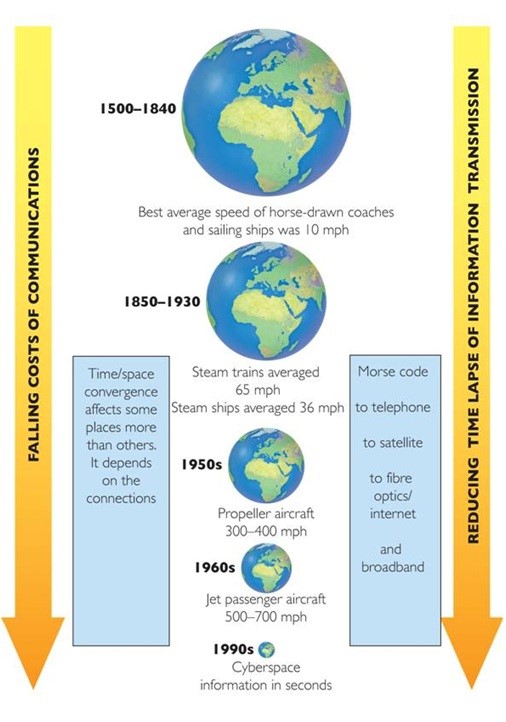 FALLING COSTS OF COMMUNICATIONS
REDUCING TIME LAPSE OF INFORMATION TRANSMISSION
1500–1840
Best average speed of horse-drawn coaches
and sailing ships was 10 mph
1850–1930
Steam trains averaged
65 mph
Steam ships averaged 36 mph
Time/space
convergence
affects some
places more
than others.
It depends
on the
connections
Morse code
to telephone
to satellite
to fibre
optics/
internet
and
broadband
1950s
Propeller aircraft
300–400 mph
1960s
Jet passenger aircraft
500–700 mph
1990s
Cyberspace
information in seconds